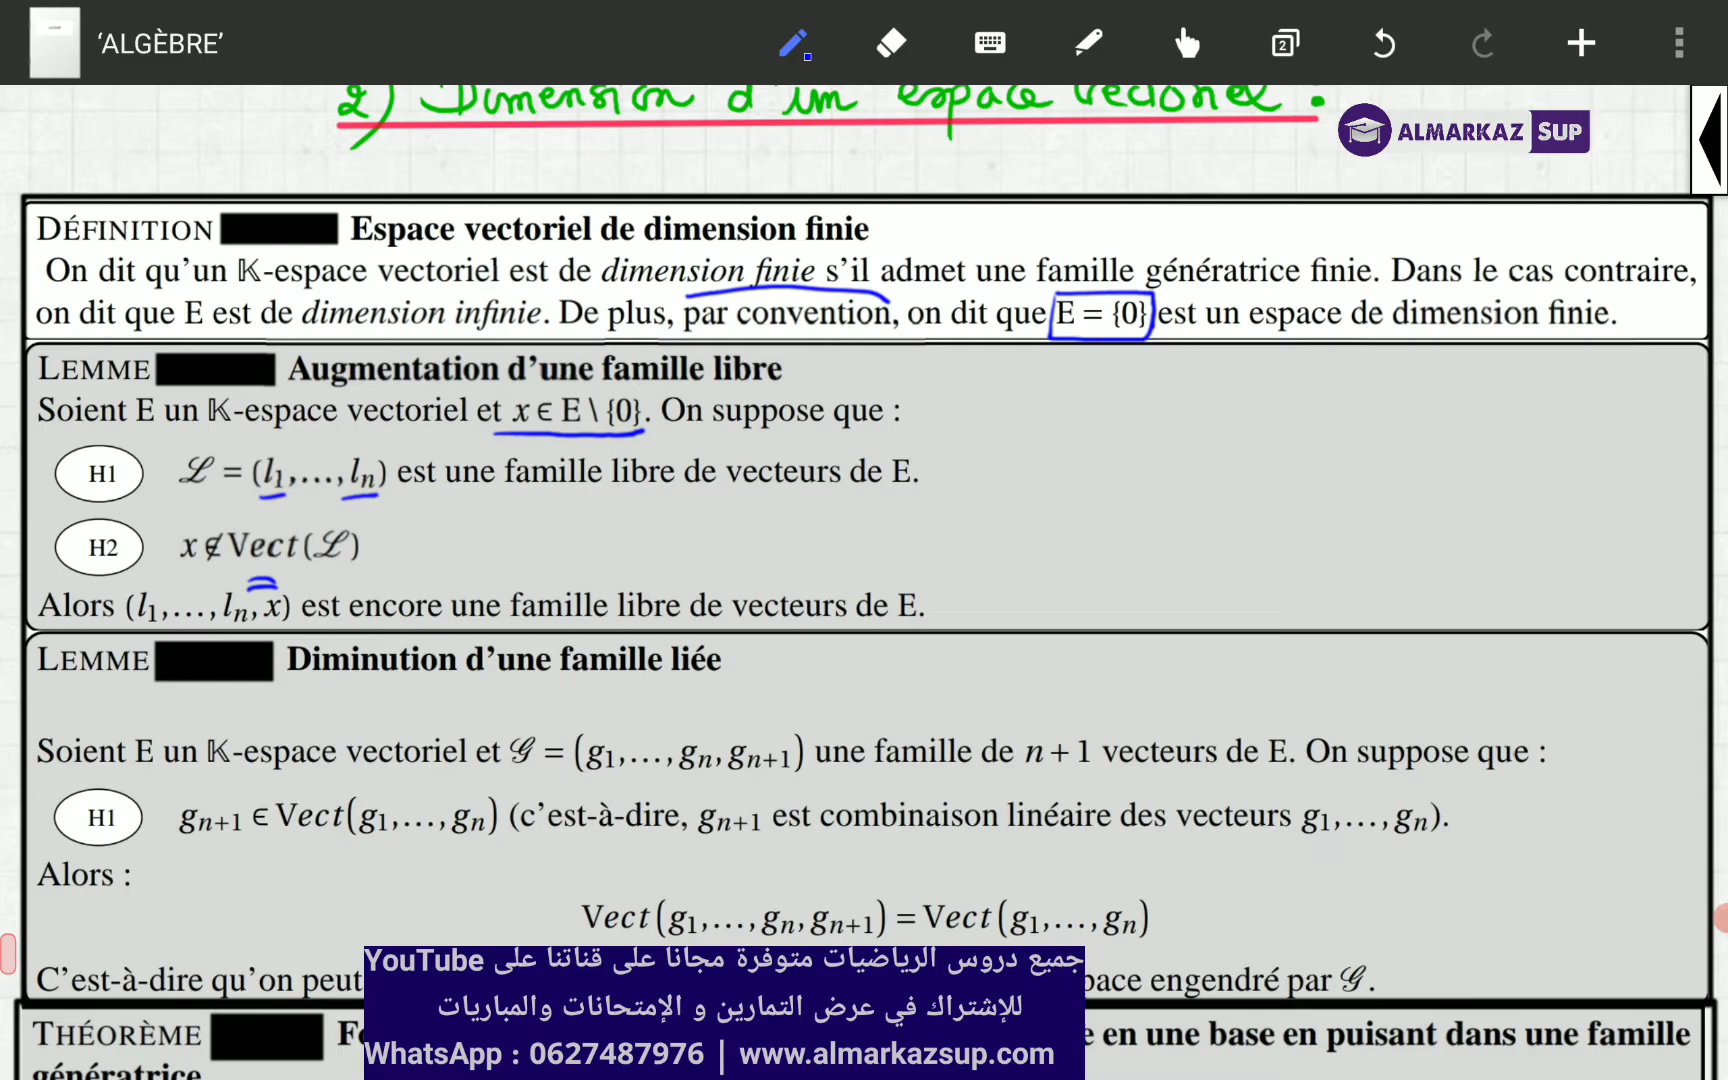 ‘ALGÈBRE’
2
2) Dimension d'un espace vectoriel :
ALMARKAZ SUP
DÉFINITION Espace vectoriel de dimension finie
On dit qu’un 𝕂-espace vectoriel est de dimension finie s’il admet une famille génératrice finie. Dans le cas contraire,
on dit que E est de dimension infinie. De plus, par convention, on dit que E = {0} est un espace de dimension finie.
LEMME Augmentation d’une famille libre
Soient E un 𝕂-espace vectoriel et x ∈ E \ {0}. On suppose que :
H1 ℒ = (l₁,…,lₙ) est une famille libre de vecteurs de E.
H2 x ∉ Vect(ℒ)
Alors (l₁,…,lₙ,x) est encore une famille libre de vecteurs de E.
LEMME Diminution d’une famille liée
Soient E un 𝕂-espace vectoriel et 𝒢 = (g₁,…,gₙ,gₙ₊₁) une famille de n + 1 vecteurs de E. On suppose que :
H1 gₙ₊₁ ∈ Vect(g₁,…,gₙ) (c’est-à-dire, gₙ₊₁ est combinaison linéaire des vecteurs g₁,…,gₙ).
Alors :
Vect(g₁,…,gₙ,gₙ₊₁) = Vect(g₁,…,gₙ)
C’est-à-dire qu’on peut engendré par 𝒢.
جميع دروس الرياضيات متوفرة مجانا على قناتنا على YouTube
للإشتراك في عرض التمارين و الإمتحانات والمباريات
WhatsApp : 0627487976 | www.almarkazsup.com
THÉORÈME en une base en puisant dans une famille
génératrice